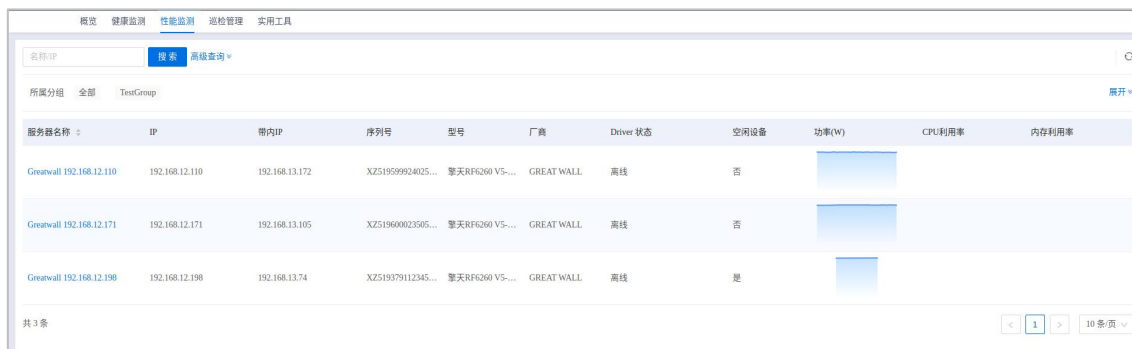 概览 健康监测 性能监测 巡检管理 实用工具
名称/IP 搜索 高级查询
所属分组 全部 TestGroup 展开
服务器名称 IP 带内IP 序列号 型号 厂商 Driver 状态 空闲设备 功率(W) CPU利用率 内存利用率
Greatwall 192.168.12.110 192.168.12.110 192.168.13.172 XZ519599924025... 擎天RF6260 V5-... GREAT WALL 离线 否
Greatwall 192.168.12.171 192.168.12.171 192.168.13.105 XZ519600023505... 擎天RF6260 V5-... GREAT WALL 离线 否
Greatwall 192.168.12.198 192.168.12.198 192.168.13.74 XZ519379112345... 擎天RF6260 V5-... GREAT WALL 离线 是
共 3 条 < 1 > 10 条/页